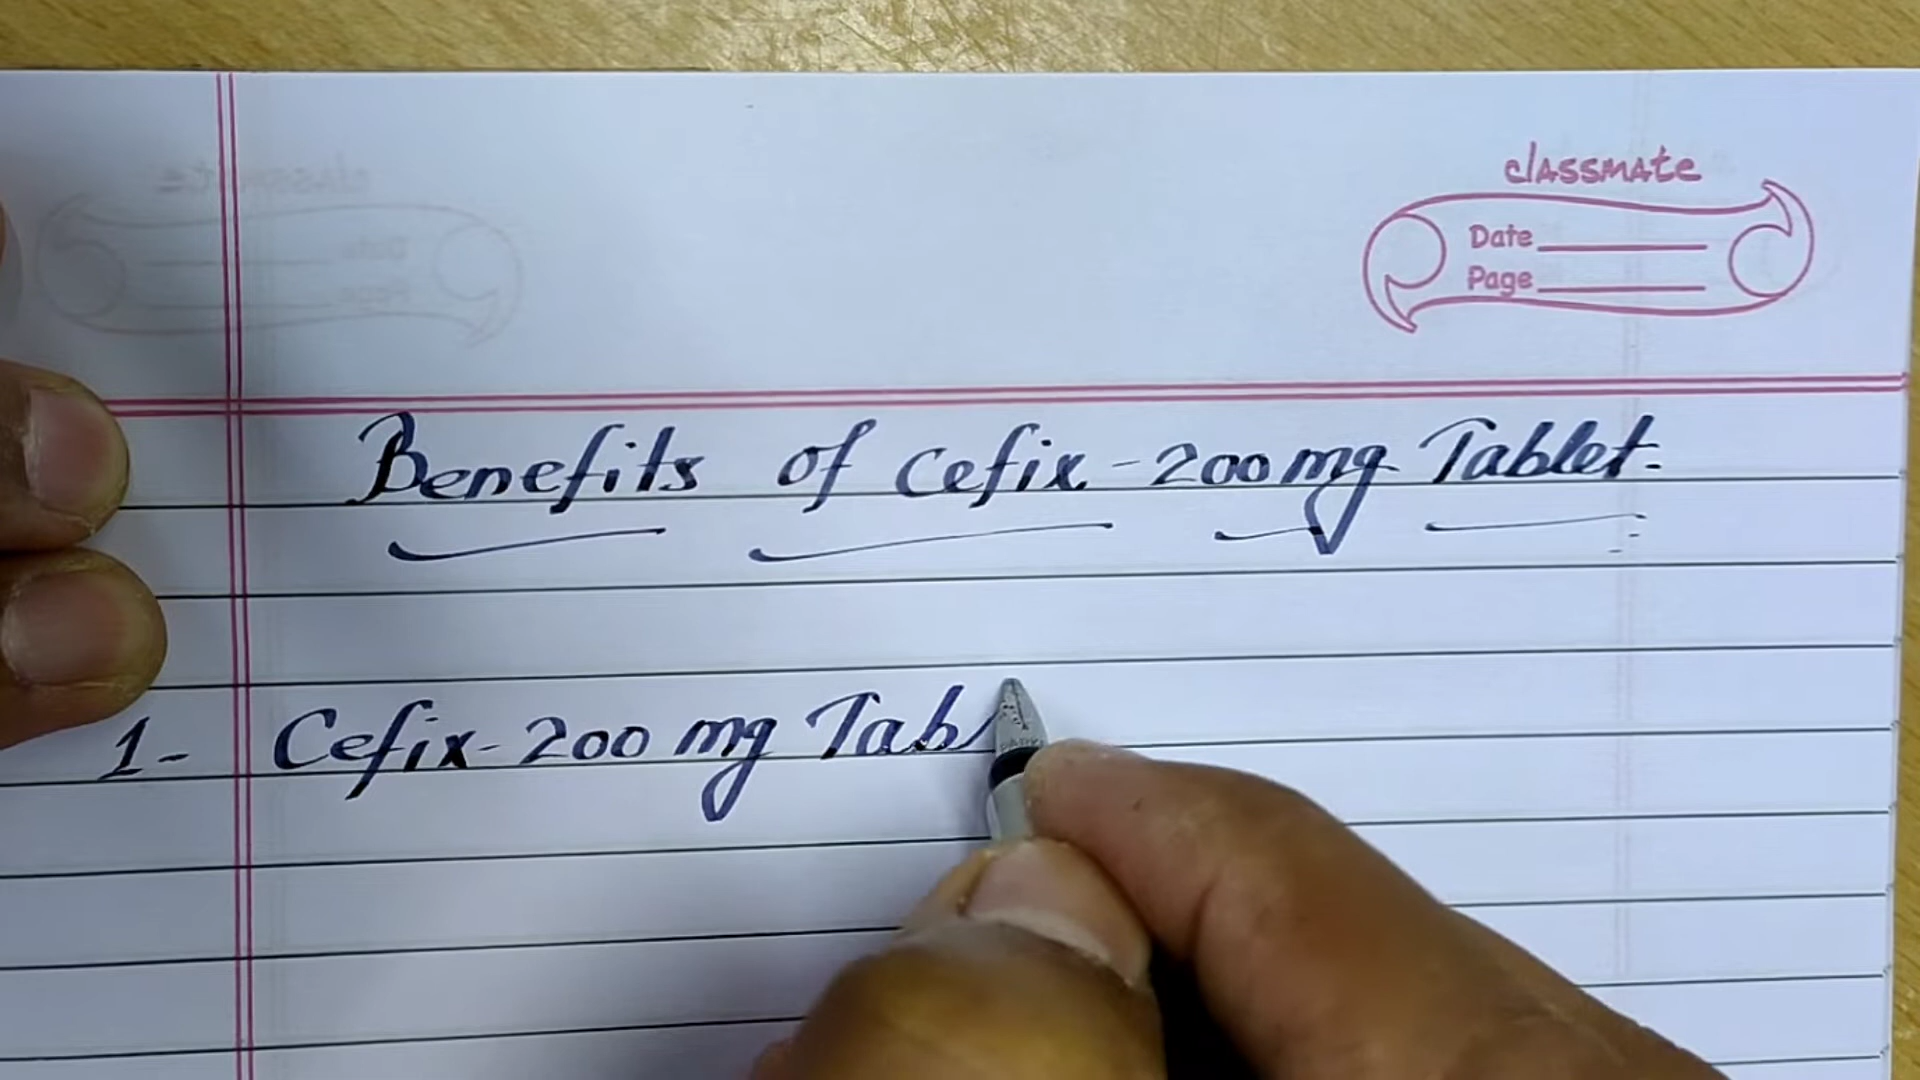 classmate
Date
Page
Benefits of Cefix-200mg Tablet.
1- Cefix-200 mg Tab